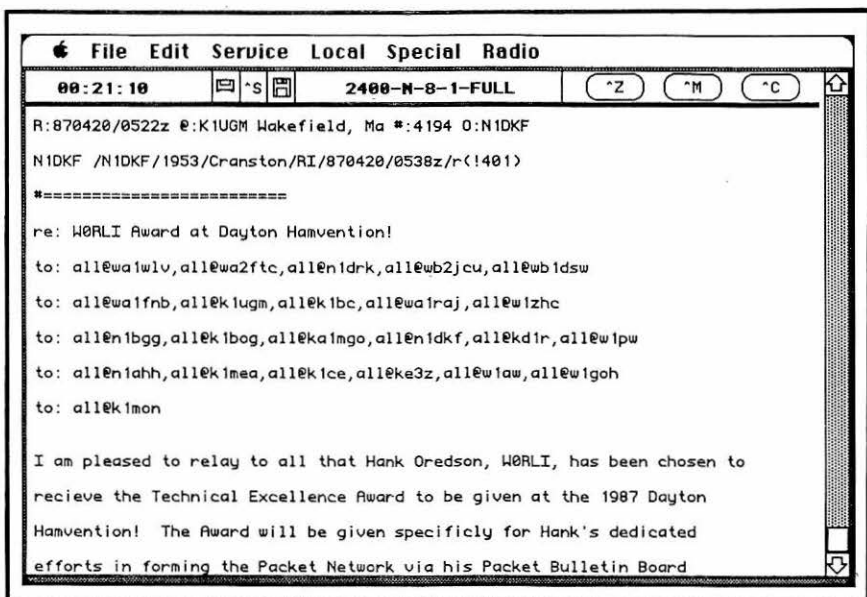 File Edit Service Local Special Radio
00:21:10 ^S 2400-N-8-1-FULL ^Z ^M ^C
R:870420/0522z @:K1UGM Wakefield, Ma #:4194 O:N1DKF
N1DKF /N1DKF/1953/Cranston/RI/870420/0538z/r(!401)
#=========================
re: W0RLI Award at Dayton Hamvention!
to: all@wa1wlv,all@wa2ftc,all@n1drk,all@wb2jcu,all@wb1dsw
to: all@wa1fnb,all@k1ugm,all@k1bc,all@wa1raj,all@w1zhc
to: all@n1bgg,all@k1bog,all@ka1mgo,all@n1dkf,all@kd1r,all@w1pw
to: all@n1ahh,all@k1mea,all@k1ce,all@ke3z,all@w1aw,all@w1goh
to: all@k1mon
I am pleased to relay to all that Hank Oredson, W0RLI, has been chosen to
recieve the Technical Excellence Award to be given at the 1987 Dayton
Hamvention! The Award will be given specificly for Hank's dedicated
efforts in forming the Packet Network via his Packet Bulletin Board